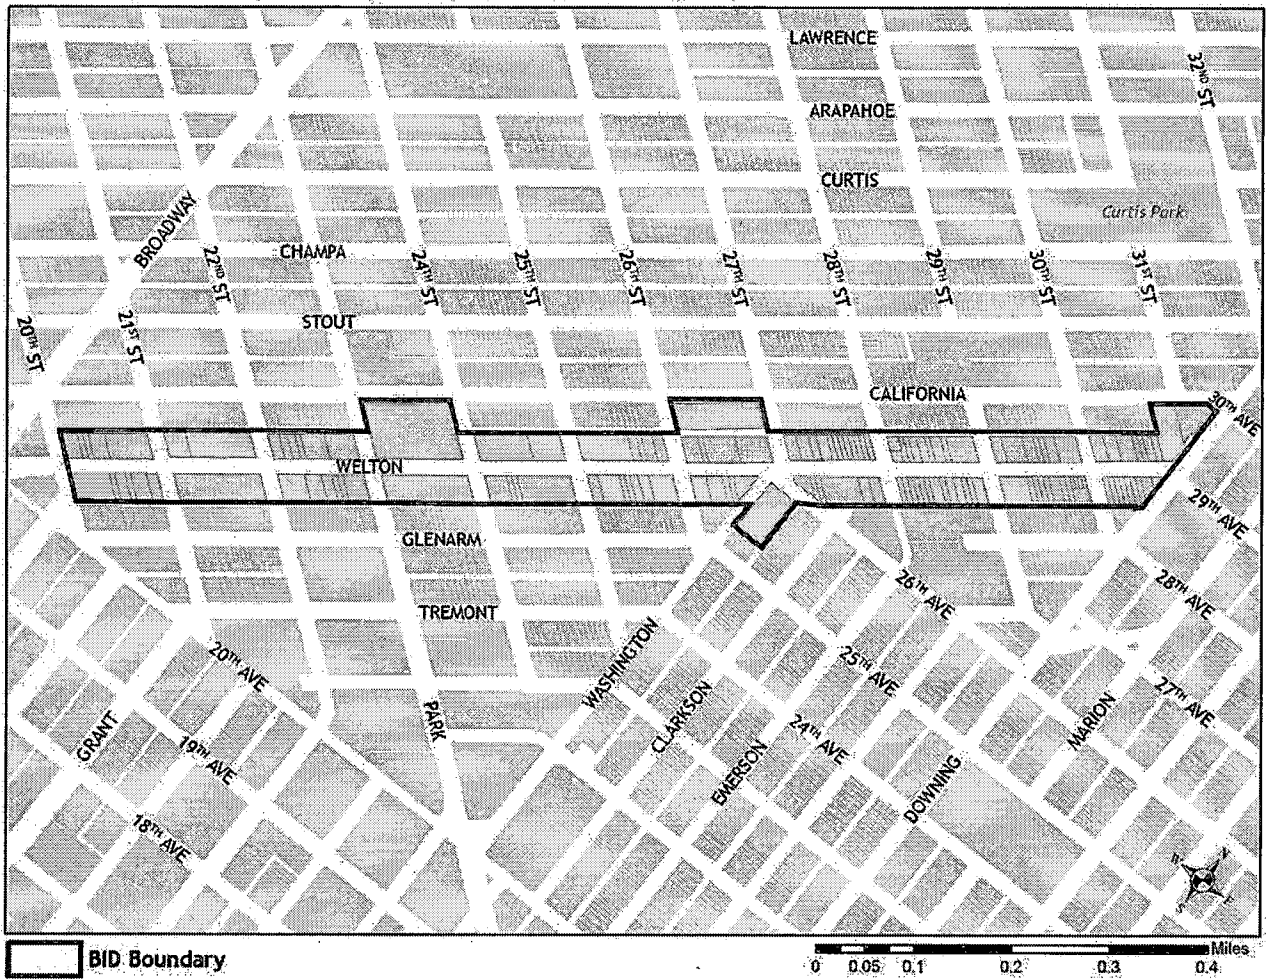 LAWRENCE
32ND ST
ARAPAHOE
CURTIS
Curtis Park
BROADWAY
CHAMPA
22ND ST
24TH ST
25TH ST
26TH ST
27TH ST
28TH ST
29TH ST
30TH ST
31ST ST
20TH ST
21ST ST
STOUT
CALIFORNIA
30TH AVE
WELTON
29TH AVE
GLENARM
26TH AVE
28TH AVE
TREMONT
WASHINGTON
20TH AVE
25TH AVE
27TH AVE
GRANT
PARK
CLARKSON
MARION
19TH AVE
24TH AVE
EMERSON
DOWNING
18TH AVE
W N
S E
BID Boundary
Miles
0 0.05 0.1 0.2 0.3 0.4